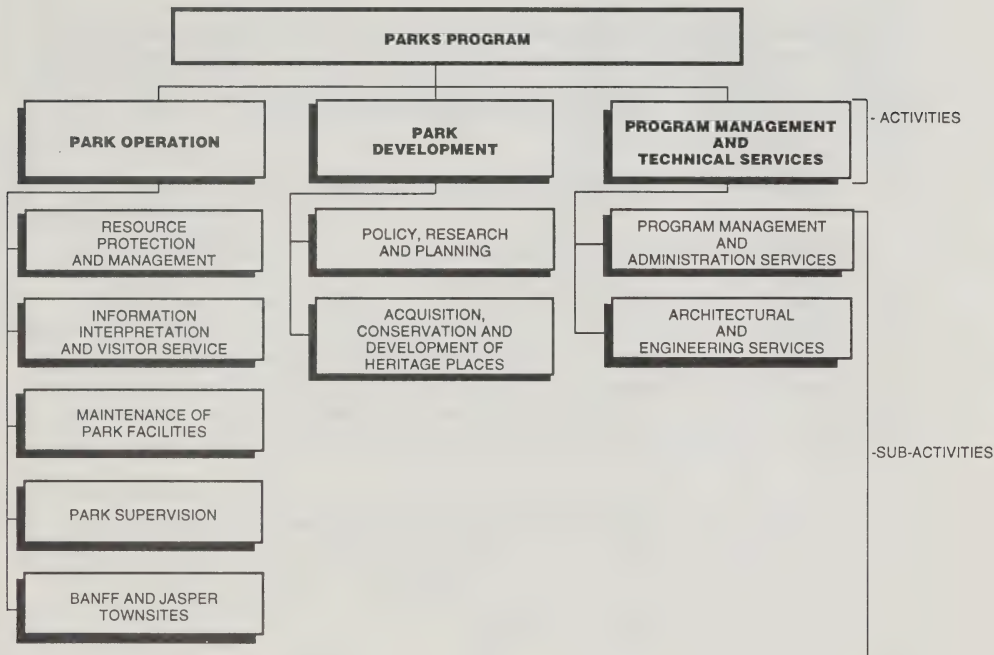 PARKS PROGRAM
PARK OPERATION
PARK
DEVELOPMENT
PROGRAM MANAGEMENT
AND
TECHNICAL SERVICES
- ACTIVITIES
RESOURCE
PROTECTION
AND MANAGEMENT
INFORMATION
INTERPRETATION
AND VISITOR SERVICE
MAINTENANCE OF
PARK FACILITIES
PARK SUPERVISION
BANFF AND JASPER
TOWNSITES
POLICY, RESEARCH
AND PLANNING
ACQUISITION,
CONSERVATION AND
DEVELOPMENT OF
HERITAGE PLACES
PROGRAM MANAGEMENT
AND
ADMINISTRATION SERVICES
ARCHITECTURAL
AND
ENGINEERING SERVICES
-SUB-ACTIVITIES